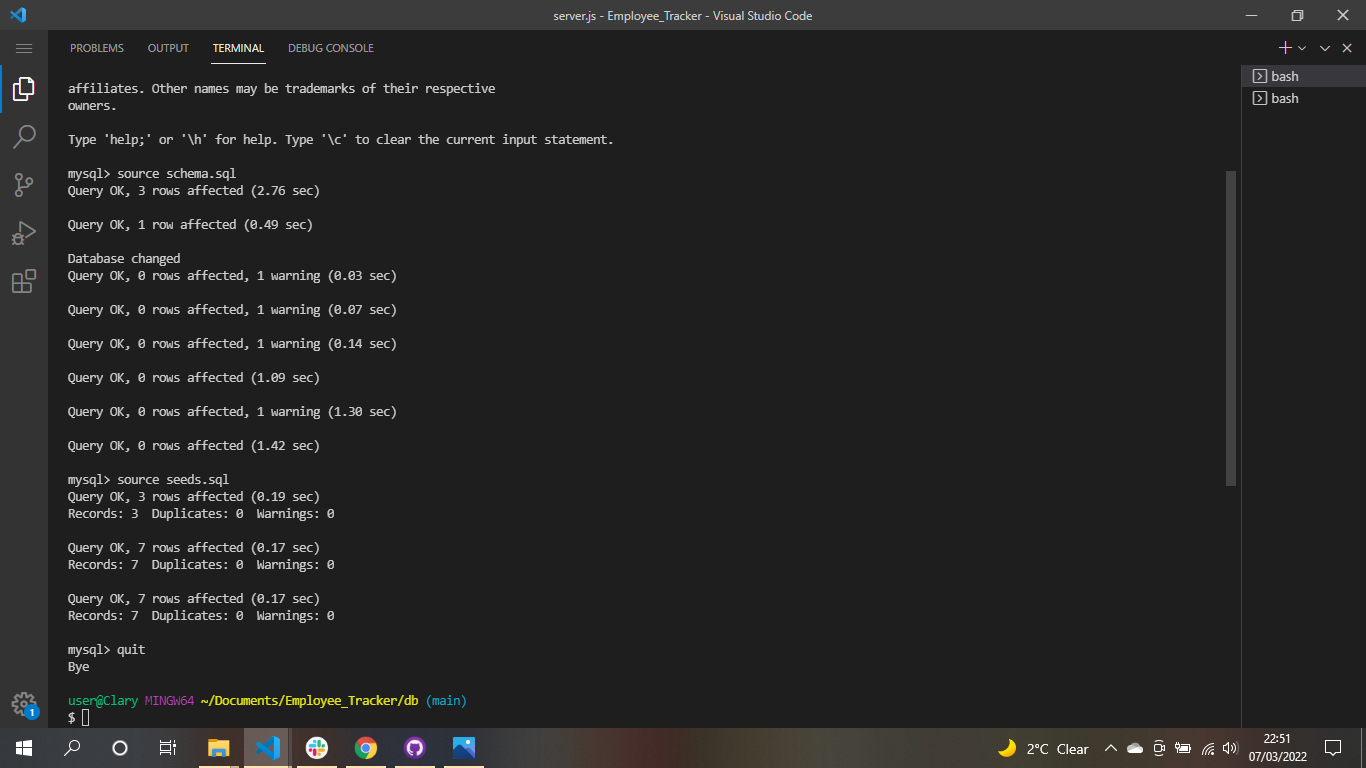 server.js - Employee_Tracker - Visual Studio Code
PROBLEMS OUTPUT TERMINAL DEBUG CONSOLE
bash
bash
affiliates. Other names may be trademarks of their respective
owners.
Type 'help;' or '\h' for help. Type '\c' to clear the current input statement.
mysql> source schema.sql
Query OK, 3 rows affected (2.76 sec)
Query OK, 1 row affected (0.49 sec)
Database changed
Query OK, 0 rows affected, 1 warning (0.03 sec)
Query OK, 0 rows affected, 1 warning (0.07 sec)
Query OK, 0 rows affected, 1 warning (0.14 sec)
Query OK, 0 rows affected (1.09 sec)
Query OK, 0 rows affected, 1 warning (1.30 sec)
Query OK, 0 rows affected (1.42 sec)
mysql> source seeds.sql
Query OK, 3 rows affected (0.19 sec)
Records: 3  Duplicates: 0  Warnings: 0
Query OK, 7 rows affected (0.17 sec)
Records: 7  Duplicates: 0  Warnings: 0
Query OK, 7 rows affected (0.17 sec)
Records: 7  Duplicates: 0  Warnings: 0
mysql> quit
Bye
user@Clary MINGW64 ~/Documents/Employee_Tracker/db (main)
$
1
2°C Clear
22:51
07/03/2022